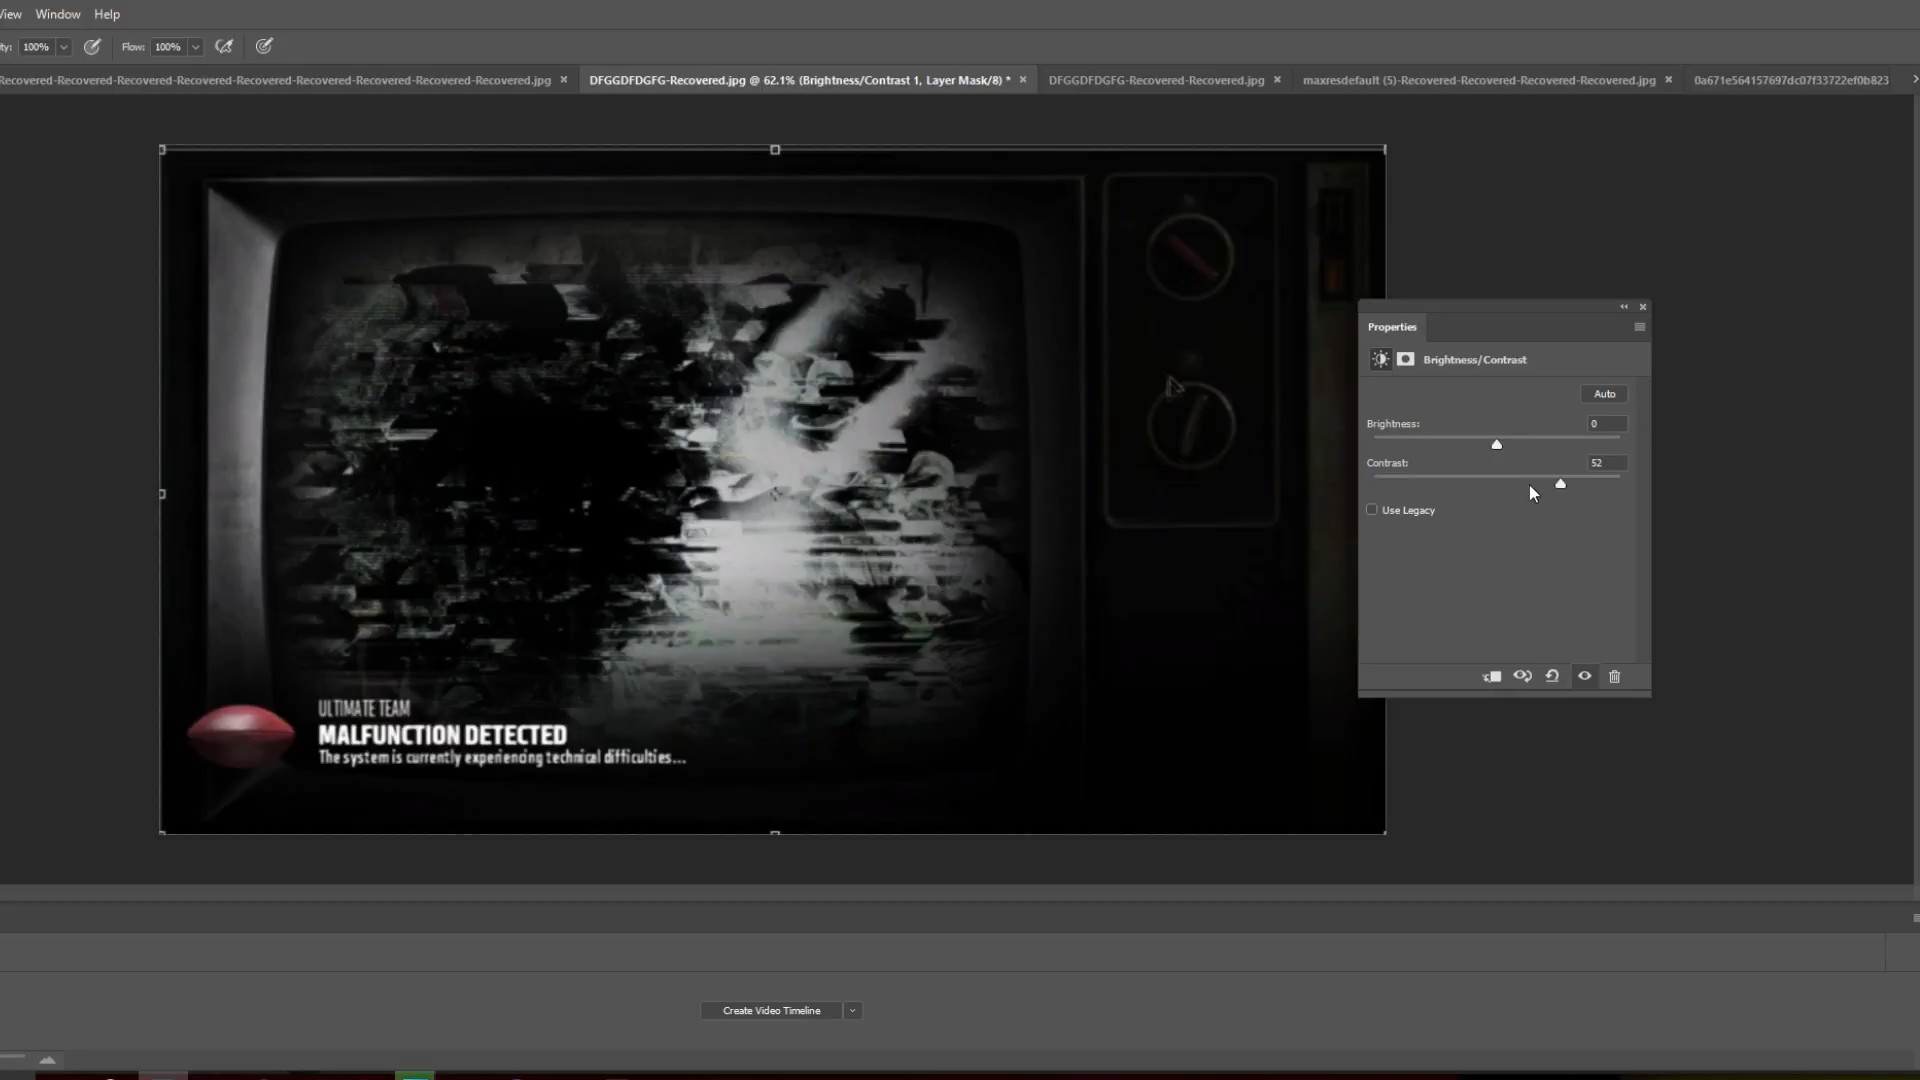 View Window Help
100% Flow: 100%
Recovered-Recovered-Recovered-Recovered-Recovered-Recovered-Recovered-Recovered-Recovered.jpg
DFGGDFDGFG-Recovered.jpg @ 62.1% (Brightness/Contrast 1, Layer Mask/8) *
DFGGDFDGFG-Recovered-Recovered.jpg
maxresdefault (5)-Recovered-Recovered-Recovered-Recovered.jpg
0a671e564157697dc07f33722ef0b823
Properties
Brightness/Contrast
Auto
Brightness: 0
Contrast: 52
Use Legacy
ULTIMATE TEAM
MALFUNCTION DETECTED
The system is currently experiencing technical difficulties...
Create Video Timeline